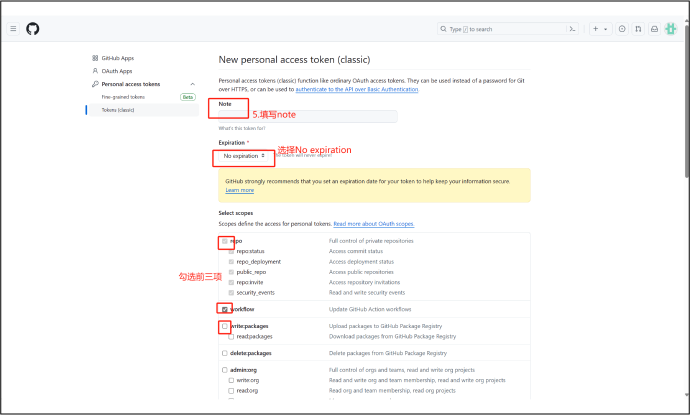 Type / to search
GitHub Apps
New personal access token (classic)
OAuth Apps
Personal access tokens
Personal access tokens (classic) function like ordinary OAuth access tokens. They can be used instead of a password for Git
over HTTPS, or can be used to authenticate to the API over Basic Authentication.
Fine-grained tokens Beta
Tokens (classic)
Note
5.填写note
What's this token for?
Expiration *
选择No expiration
No expiration
The token will never expire!
GitHub strongly recommends that you set an expiration date for your token to help keep your information secure.
Learn more
Select scopes
Scopes define the access for personal tokens. Read more about OAuth scopes.
repo Full control of private repositories
repo:status Access commit status
repo_deployment Access deployment status
public_repo Access public repositories
勾选前三项
repo:invite Access repository invitations
security_events Read and write security events
workflow Update GitHub Action workflows
write:packages Upload packages to GitHub Package Registry
read:packages Download packages from GitHub Package Registry
delete:packages Delete packages from GitHub Package Registry
admin:org Full control of orgs and teams, read and write org projects
write:org Read and write org and team membership, read and write org projects
read:org Read org and team membership, read org projects